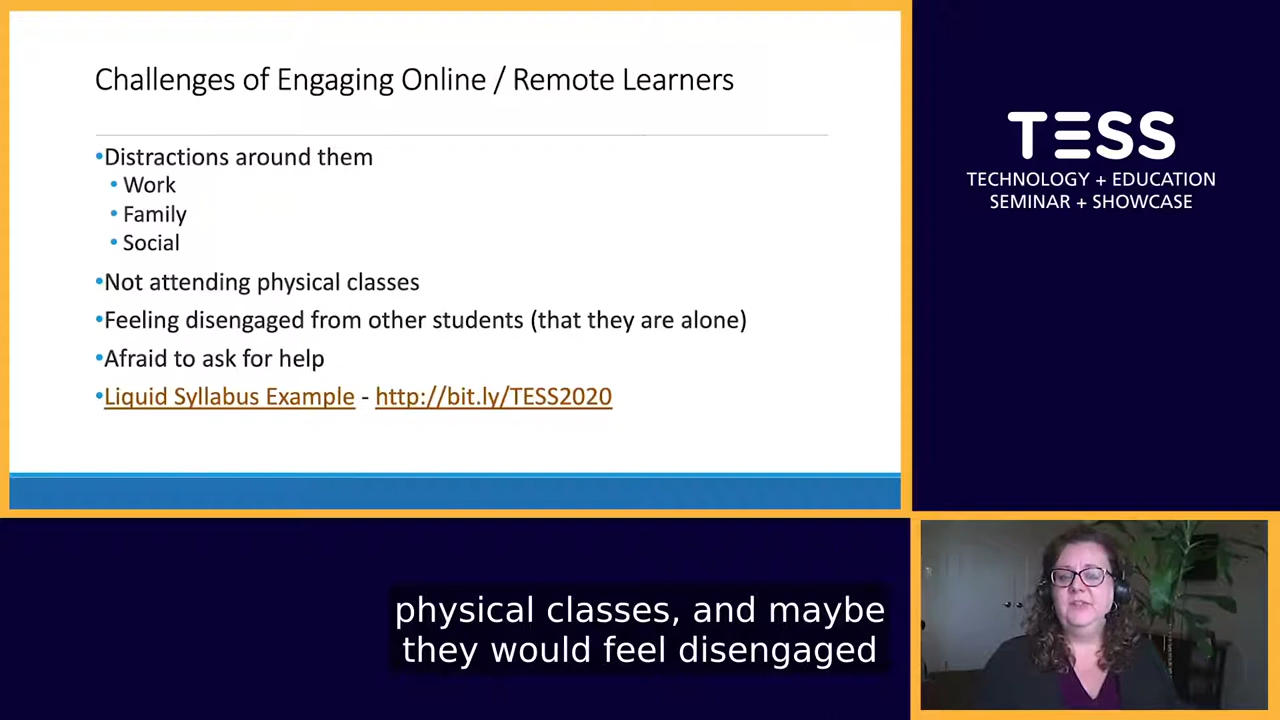 Challenges of Engaging Online / Remote Learners
•Distractions around them
• Work
• Family
• Social
•Not attending physical classes
•Feeling disengaged from other students (that they are alone)
•Afraid to ask for help
•Liquid Syllabus Example - http://bit.ly/TESS2020
TESS
TECHNOLOGY + EDUCATION
SEMINAR + SHOWCASE
physical classes, and maybe
they would feel disengaged